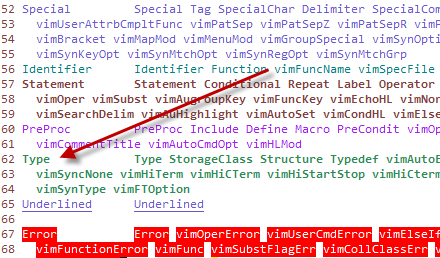 52 Special Special Tag SpecialChar Delimiter SpecialCom
53 vimUserAttrbCmpltFunc vimPatSep vimPatSepZ vimPatSepR vimF
54 vimBracket vimMapMod vimMenuMod vimGroupSpecial vimSynOpti
55 vimSynKeyOpt vimSynMtchOpt vimSynRegOpt vimSynMtchGrp
56 Identifier Identifier Function vimFuncName vimSpecFile
57 Statement Statement Conditional Repeat Label Operator
58 vimOper vimSubst vimAugroupKey vimFuncKey vimEchoHL vimNor
59 vimSearchDelim vimAuHighlight vimAutoSet vimCondHL vimElse
60 PreProc PreProc Include Define Macro PreCondit vimOp
61 vimCommentTitle vimAutoCmdOpt vimHLMod
62 Type Type StorageClass Structure Typedef vimAutoE
63 vimSyncNone vimHiTerm vimHiCTerm vimHiStartStop vimHiCterm
64 vimSynType vimFTOption
65 Underlined Underlined
67 Error Error vimOperError vimUserCmdError vimElseIf
68 vimFunctionError vimFunc vimSubstFlagErr vimCollClassErr v